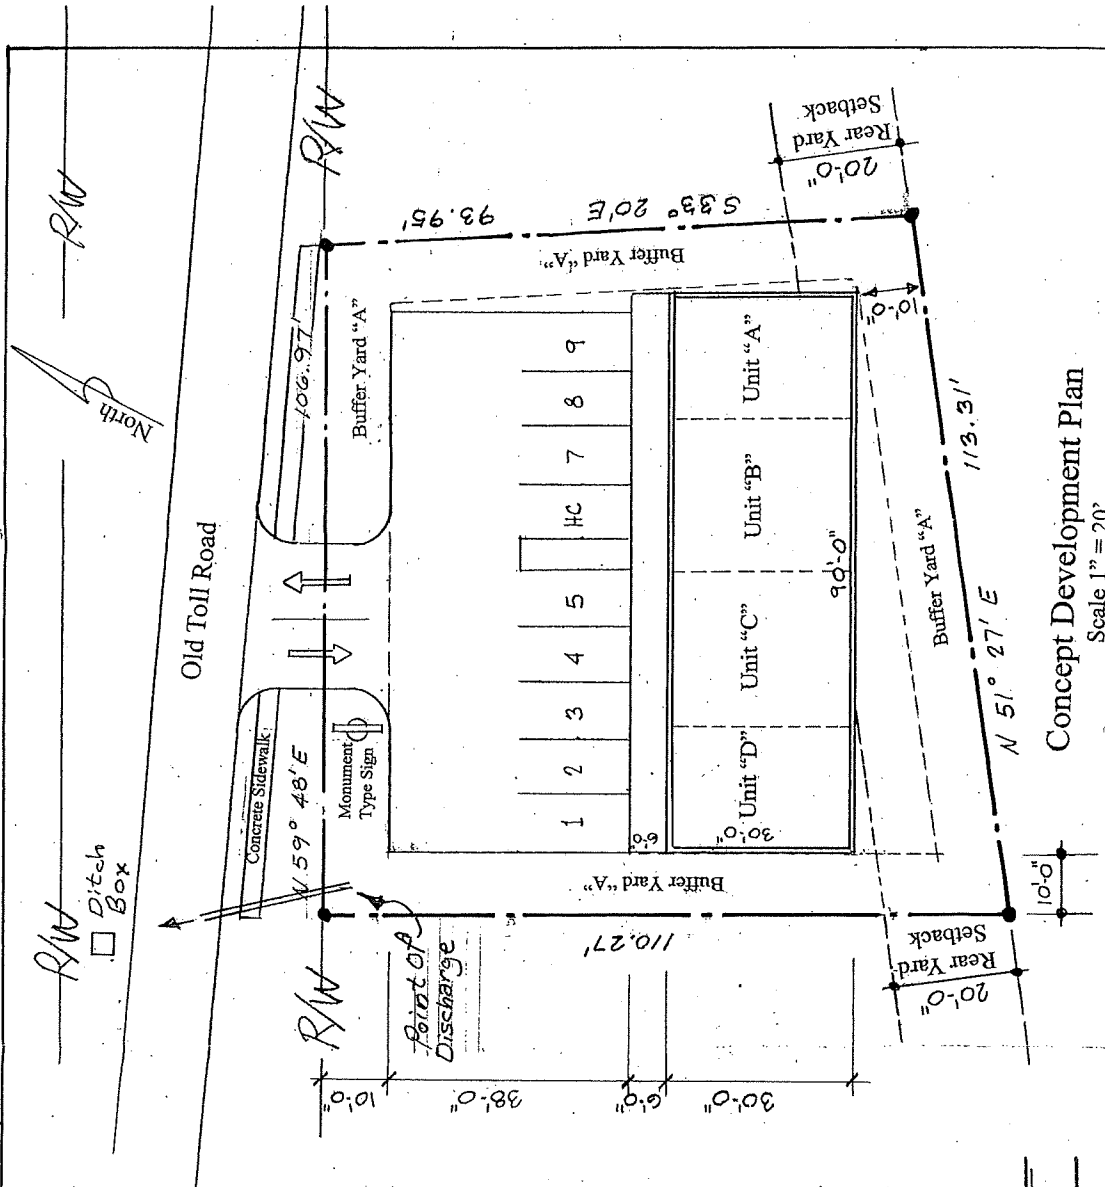 R/W
R/W
R/W
R/W
North
Old Toll Road
Ditch
Box
Concrete Sidewalk
N 59° 48' E
106.97'
Monument
Type Sign
Buffer Yard "A"
Point Of
Discharge
1
2
3
4
5
HC
7
8
9
6'-0"
Unit "D"
Unit "C"
Unit "B"
Unit "A"
30'-0"
90'-0"
Buffer Yard "A"
110.27'
Buffer Yard "A"
S 33° 20'E
93.95'
Rear Yard
Setback
20'-0"
10'-0"
Buffer Yard "A"
N 51° 27' E
113.31'
Rear Yard
Setback
20'-0"
10'-0"
10'-0"
38'-0"
6'-0"
30'-0"
Concept Development Plan
Scale 1" = 20'